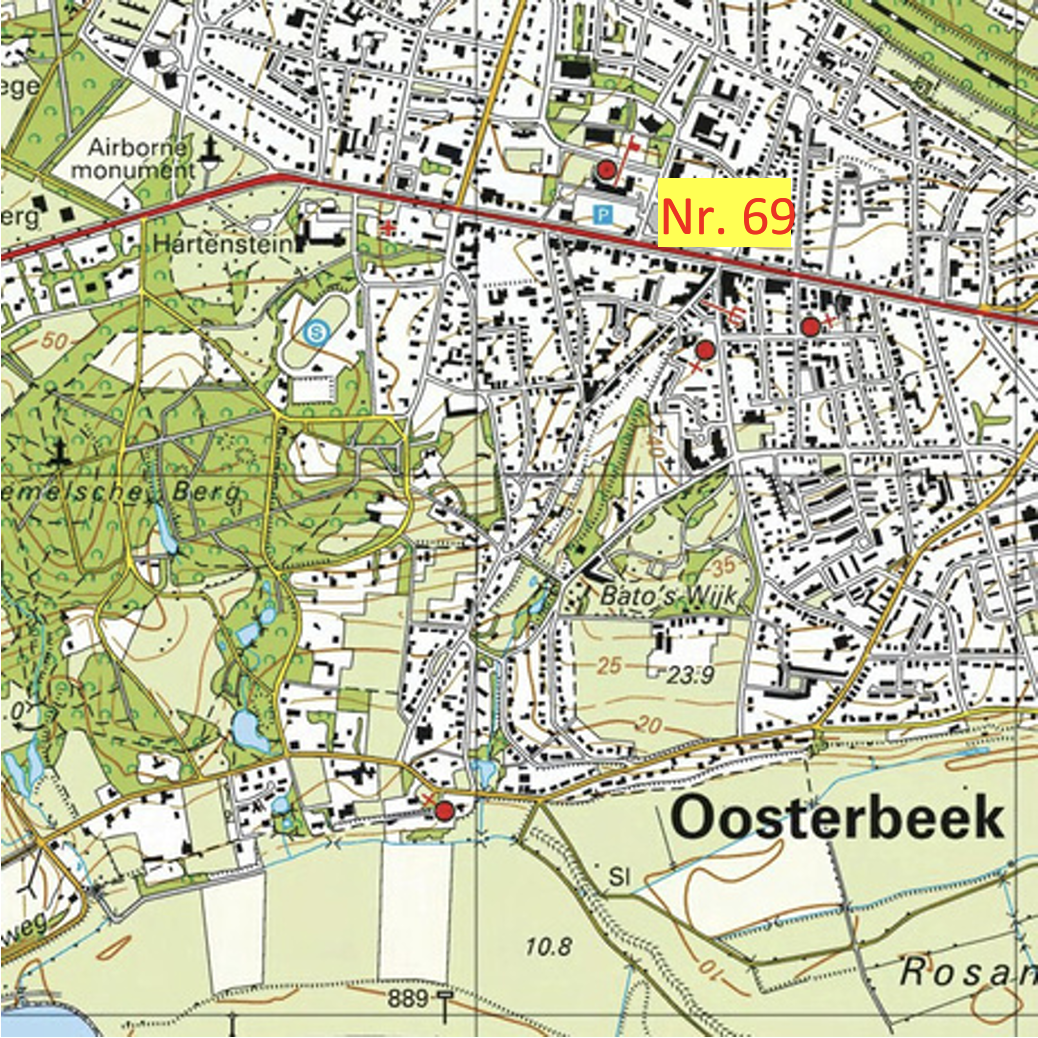 ege
Airborne
monument
P
Nr. 69
erg
Hartenstein
S
50
40
emelsche Berg
35
Bato's-Wijk
25
23.9
20
0
Oosterbeek
Sl
weg
10.8
10
Rosan
889